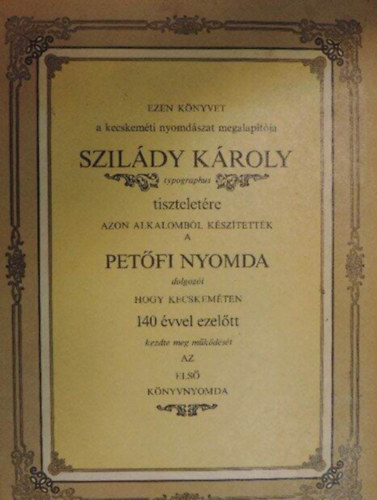 EZEN KÖNYVET
a kecskeméti nyomdászat megalapítója
SZILÁDY KÁROLY
typographus
tiszteletére
AZON ALKALOMBÓL KÉSZÍTETTÉK
A
PETŐFI NYOMDA
dolgozói
HOGY KECSKEMÉTEN
140 évvel ezelőtt
kezdte meg működését
AZ
ELSŐ
KÖNYVNYOMDA